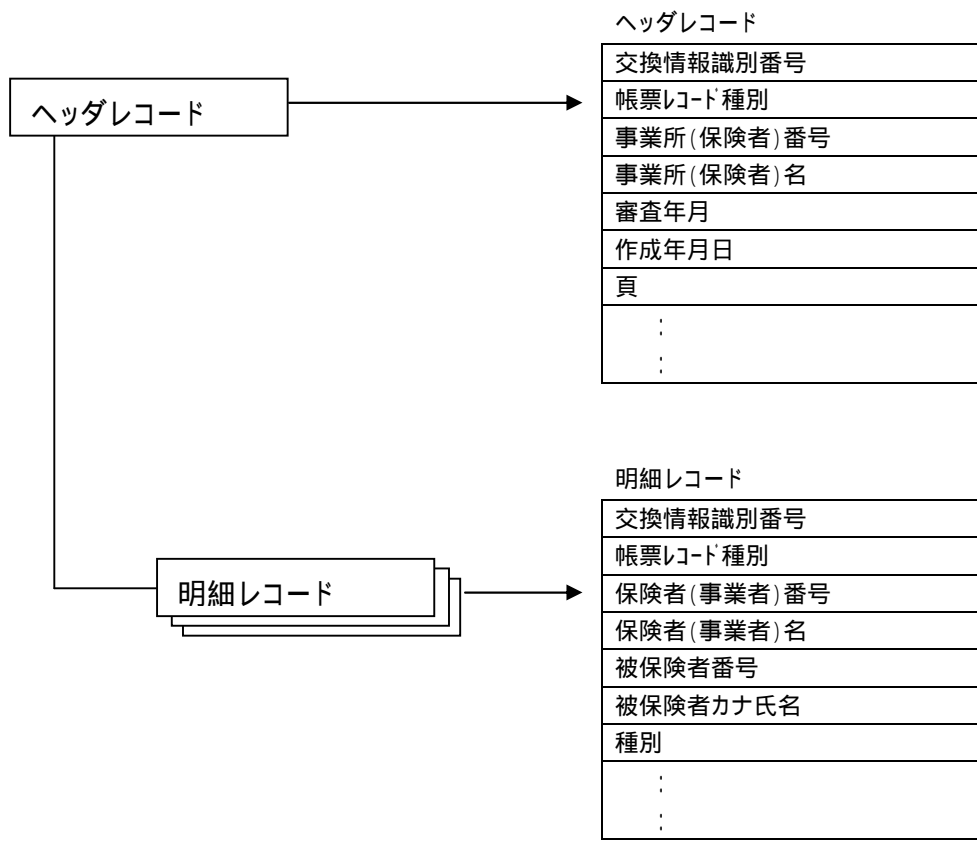 ヘッダレコード
ヘッダレコード
交換情報識別番号
帳票ﾚｺｰﾄﾞ種別
事業所(保険者)番号
事業所(保険者)名
審査年月
作成年月日
頁
:
:
明細レコード
明細レコード
交換情報識別番号
帳票ﾚｺｰﾄﾞ種別
保険者(事業者)番号
保険者(事業者)名
被保険者番号
被保険者カナ氏名
種別
:
: